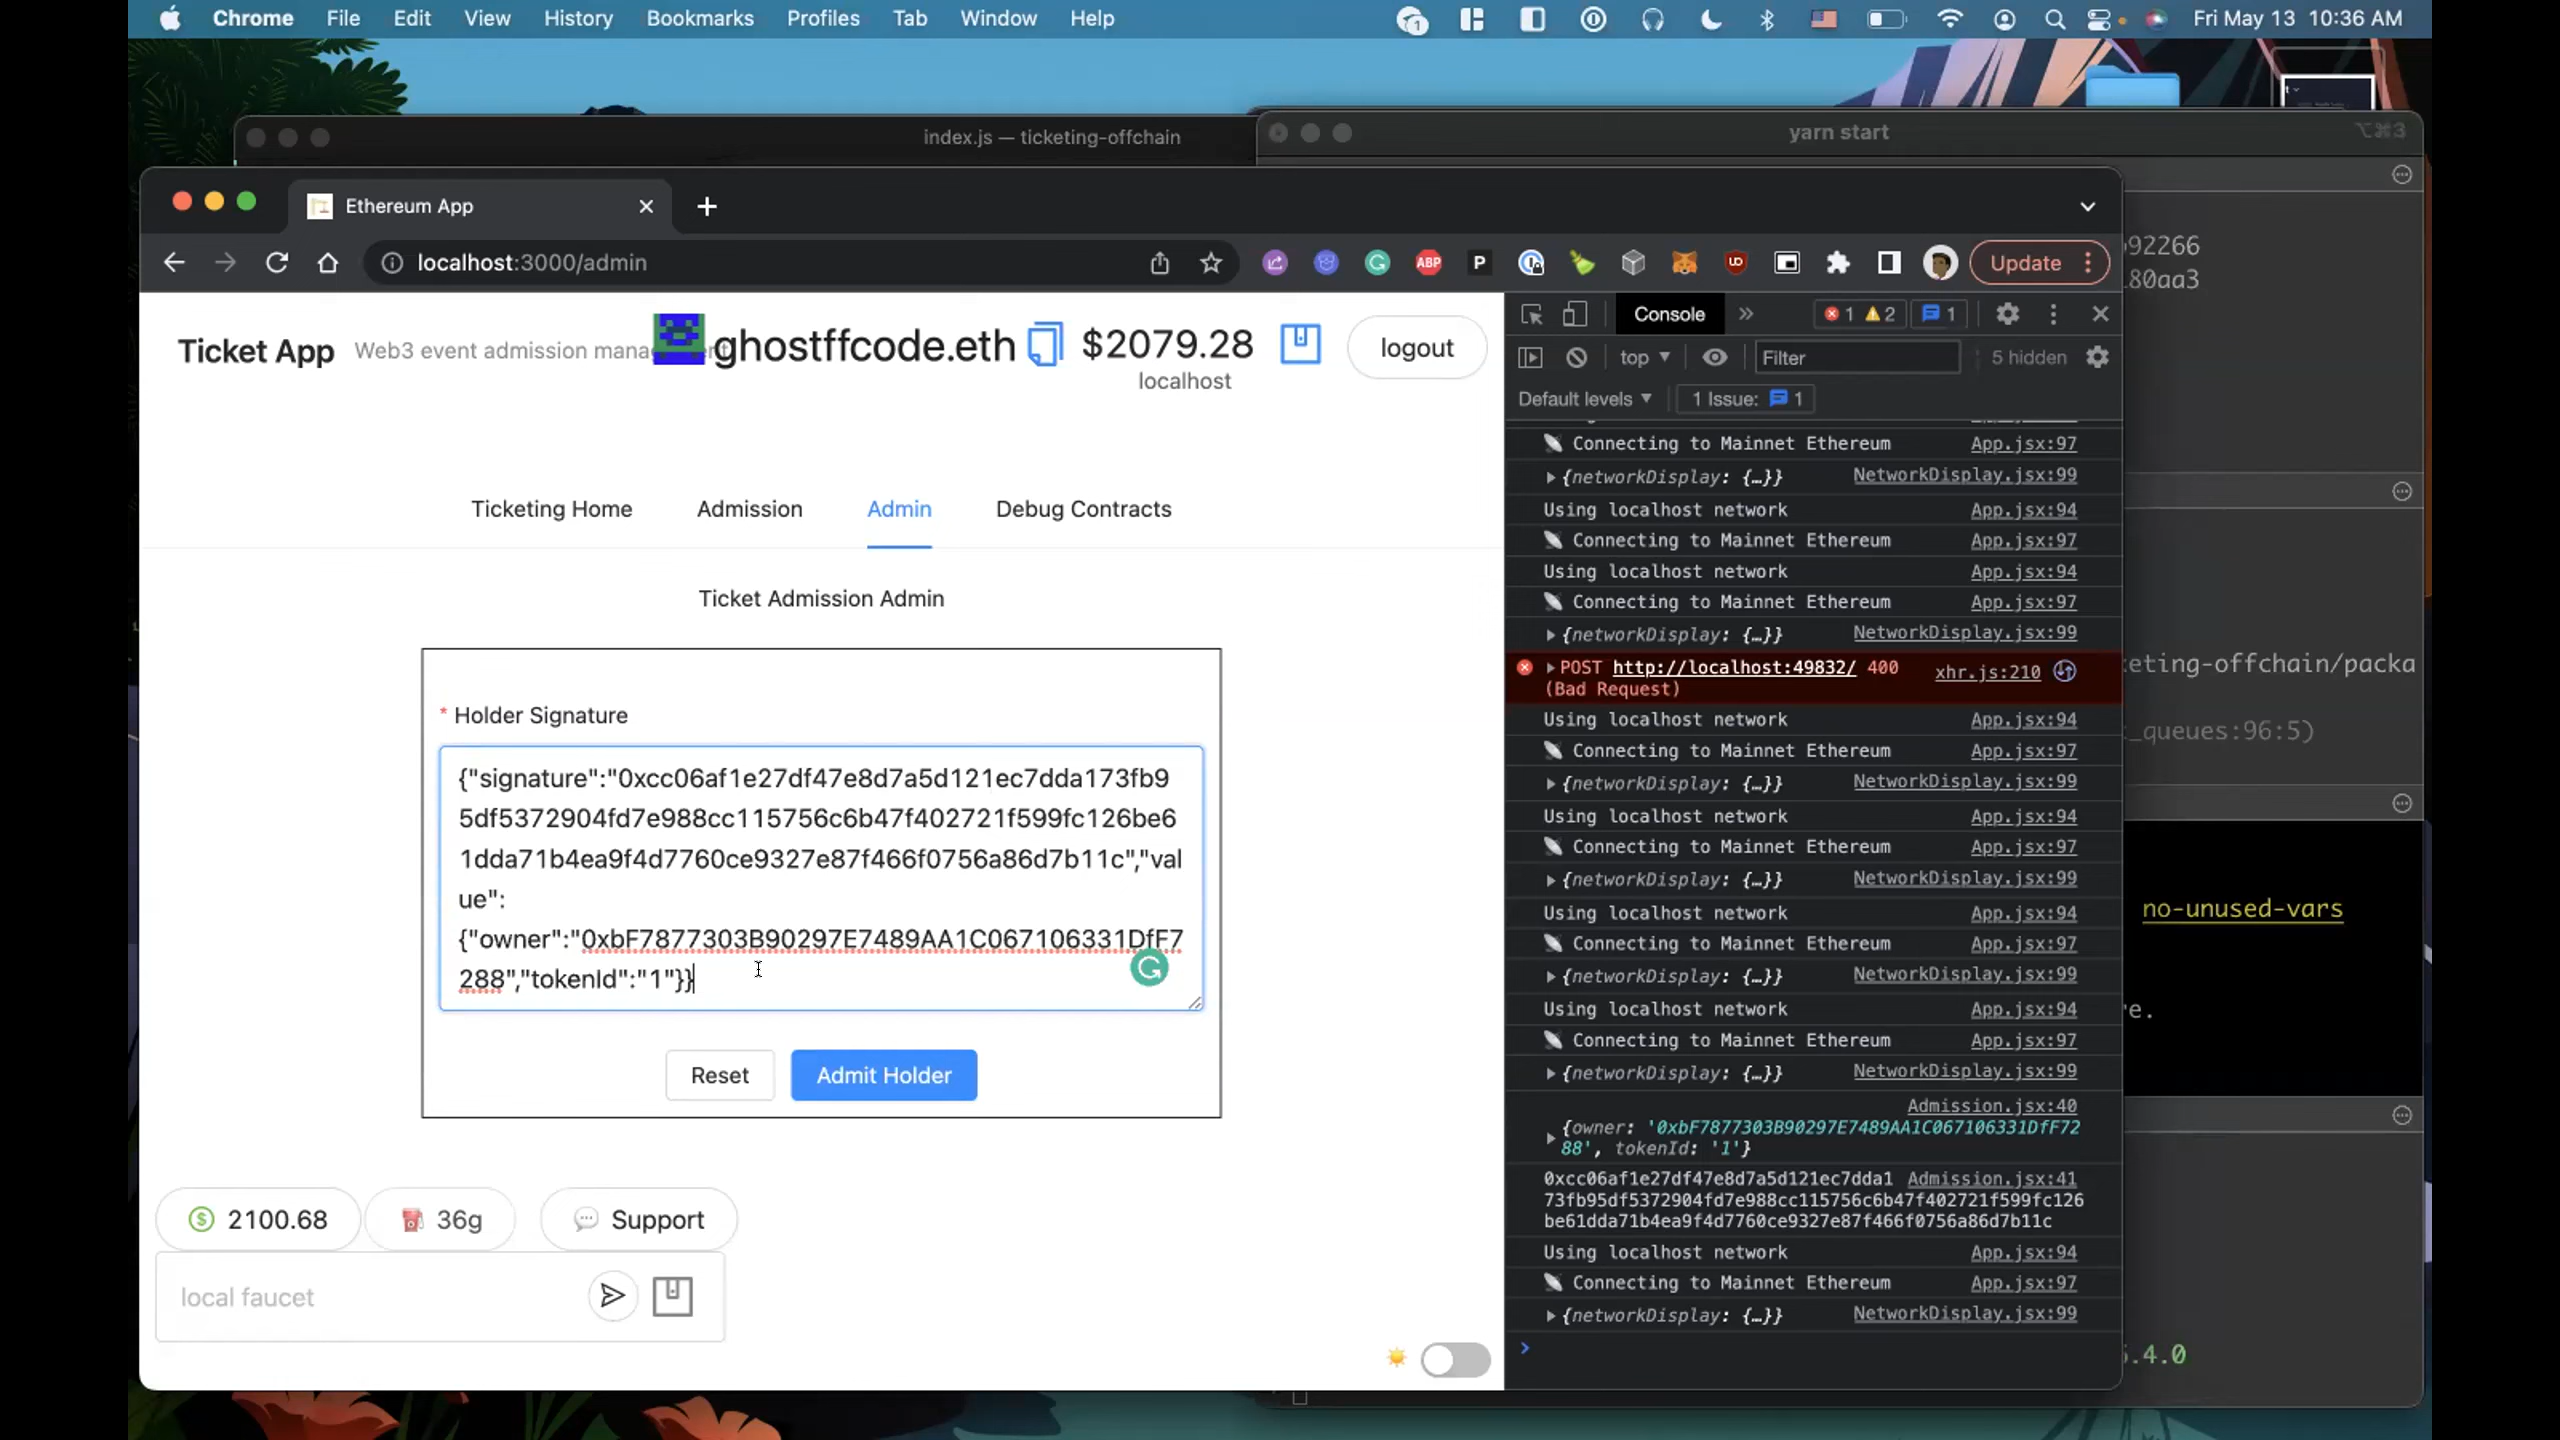 Chrome File Edit View History Bookmarks Profiles Tab Window Help
1
Fri May 13 10:36 AM
index.js — ticketing-offchain
yarn start
⌥⌘3
Ethereum App
localhost:3000/admin
ABP
P
Update
92266
80aa3
Ticket App
Web3 event admission mana
ghostffcode.eth
$2079.28
localhost
logout
Ticketing Home
Admission
Admin
Debug Contracts
Ticket Admission Admin
* Holder Signature
{"signature":"0xcc06af1e27df47e8d7a5d121ec7dda173fb9
5df5372904fd7e988cc115756c6b47f402721f599fc126be6
1dda71b4ea9f4d7760ce9327e87f466f0756a86d7b11c","val
ue":
{"owner":"0xbF7877303B90297E7489AA1C067106331DfF7
288","tokenId":"1"}}
Reset
Admit Holder
2100.68
36g
Support
local faucet
Console
1
2
1
top
Filter
5 hidden
Default levels
1 Issue: 1
Connecting to Mainnet Ethereum App.jsx:97
{networkDisplay: {…}} NetworkDisplay.jsx:99
Using localhost network App.jsx:94
Connecting to Mainnet Ethereum App.jsx:97
Using localhost network App.jsx:94
Connecting to Mainnet Ethereum App.jsx:97
{networkDisplay: {…}} NetworkDisplay.jsx:99
POST http://localhost:49832/ 400 xhr.js:210
(Bad Request)
Using localhost network App.jsx:94
Connecting to Mainnet Ethereum App.jsx:97
{networkDisplay: {…}} NetworkDisplay.jsx:99
Using localhost network App.jsx:94
Connecting to Mainnet Ethereum App.jsx:97
{networkDisplay: {…}} NetworkDisplay.jsx:99
Using localhost network App.jsx:94
Connecting to Mainnet Ethereum App.jsx:97
{networkDisplay: {…}} NetworkDisplay.jsx:99
Using localhost network App.jsx:94
Connecting to Mainnet Ethereum App.jsx:97
{networkDisplay: {…}} NetworkDisplay.jsx:99
Admission.jsx:40
{owner: '0xbF7877303B90297E7489AA1C067106331DfF72
88', tokenId: '1'}
0xcc06af1e27df47e8d7a5d121ec7dda1 Admission.jsx:41
73fb95df5372904fd7e988cc115756c6b47f402721f599fc126
be61dda71b4ea9f4d7760ce9327e87f466f0756a86d7b11c
Using localhost network App.jsx:94
Connecting to Mainnet Ethereum App.jsx:97
{networkDisplay: {…}} NetworkDisplay.jsx:99
eting-offchain/packa
_queues:96:5)
no-unused-vars
e.
.4.0